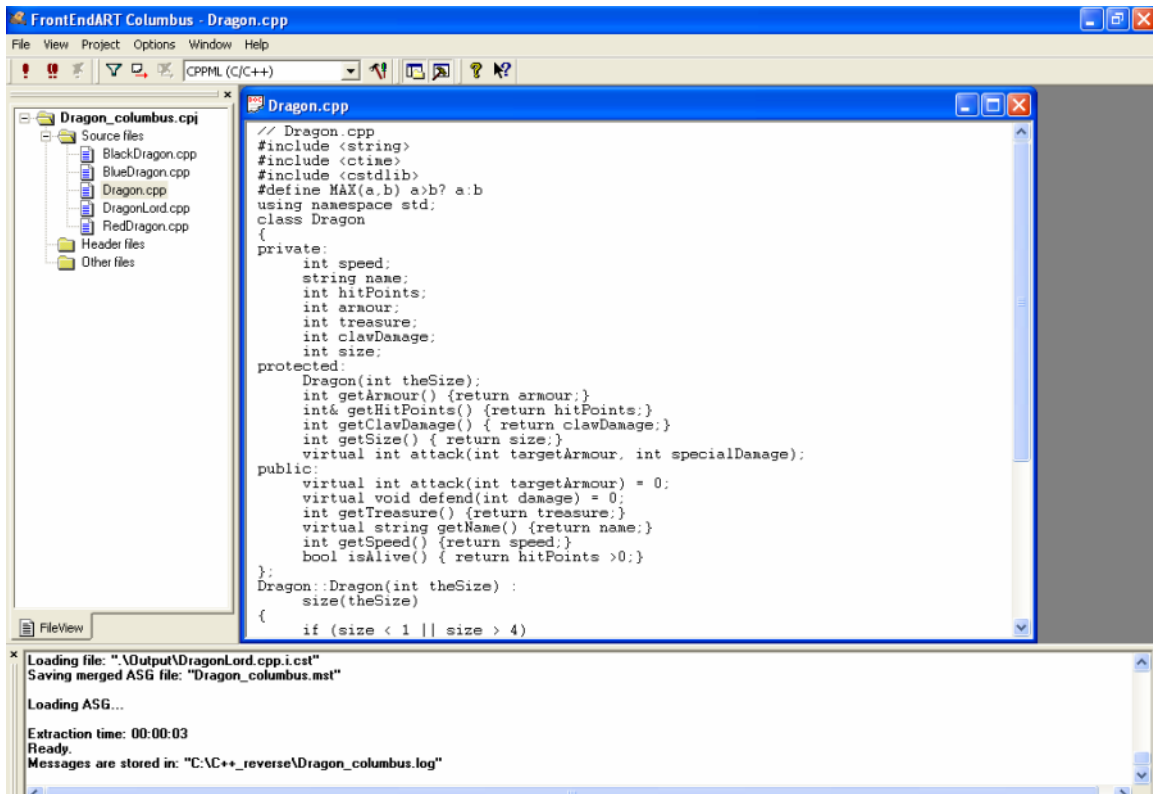 FrontEndART Columbus - Dragon.cpp
File View Project Options Window Help
CPPML (C/C++)
Dragon_columbus.cpj
Source files
BlackDragon.cpp
BlueDragon.cpp
Dragon.cpp
DragonLord.cpp
RedDragon.cpp
Header files
Other files
FileView
Dragon.cpp
// Dragon.cpp
#include <string>
#include <ctime>
#include <cstdlib>
#define MAX(a,b) a>b? a:b
using namespace std;
class Dragon
{
private:
int speed;
string name;
int hitPoints;
int armour;
int treasure;
int clawDamage;
int size;
protected:
Dragon(int theSize);
int getArmour() {return armour;}
int& getHitPoints() {return hitPoints;}
int getClawDamage() { return clawDamage;}
int getSize() { return size;}
virtual int attack(int targetArmour, int specialDamage);
public:
virtual int attack(int targetArmour) = 0;
virtual void defend(int damage) = 0;
int getTreasure() {return treasure;}
virtual string getName() {return name;}
int getSpeed() {return speed;}
bool isAlive() { return hitPoints >0;}
};
Dragon::Dragon(int theSize) :
size(theSize)
{
if (size < 1 || size > 4)
Loading file: ".\Output\DragonLord.cpp.i.cst"
Saving merged ASG file: "Dragon_columbus.mst"
Loading ASG...
Extraction time: 00:00:03
Ready.
Messages are stored in: "C:\C++_reverse\Dragon_columbus.log"